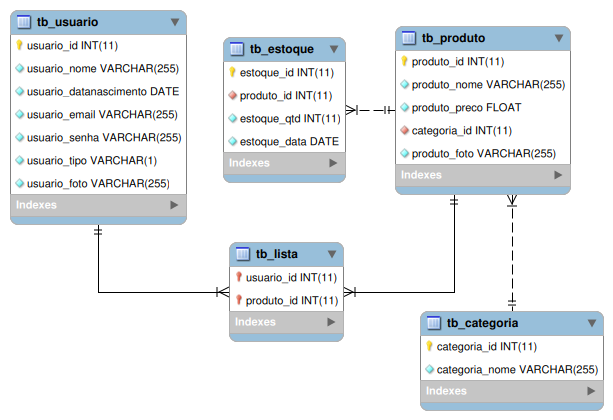 tb_usuario
usuario_id INT(11)
usuario_nome VARCHAR(255)
usuario_datanascimento DATE
usuario_email VARCHAR(255)
usuario_senha VARCHAR(255)
usuario_tipo VARCHAR(1)
usuario_foto VARCHAR(255)
Indexes
tb_estoque
estoque_id INT(11)
produto_id INT(11)
estoque_qtd INT(11)
estoque_data DATE
Indexes
tb_produto
produto_id INT(11)
produto_nome VARCHAR(255)
produto_preco FLOAT
categoria_id INT(11)
produto_foto VARCHAR(255)
Indexes
tb_lista
usuario_id INT(11)
produto_id INT(11)
Indexes
tb_categoria
categoria_id INT(11)
categoria_nome VARCHAR(255)
Indexes